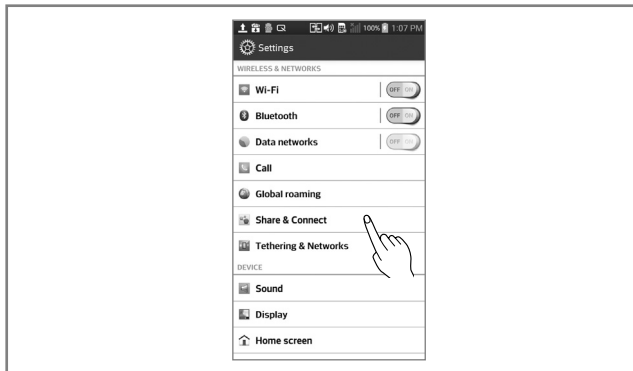 100% 1:07 PM
Settings
WIRELESS & NETWORKS
Wi-Fi OFF ON
Bluetooth OFF ON
Data networks OFF ON
Call
Global roaming
Share & Connect
Tethering & Networks
DEVICE
Sound
Display
Home screen